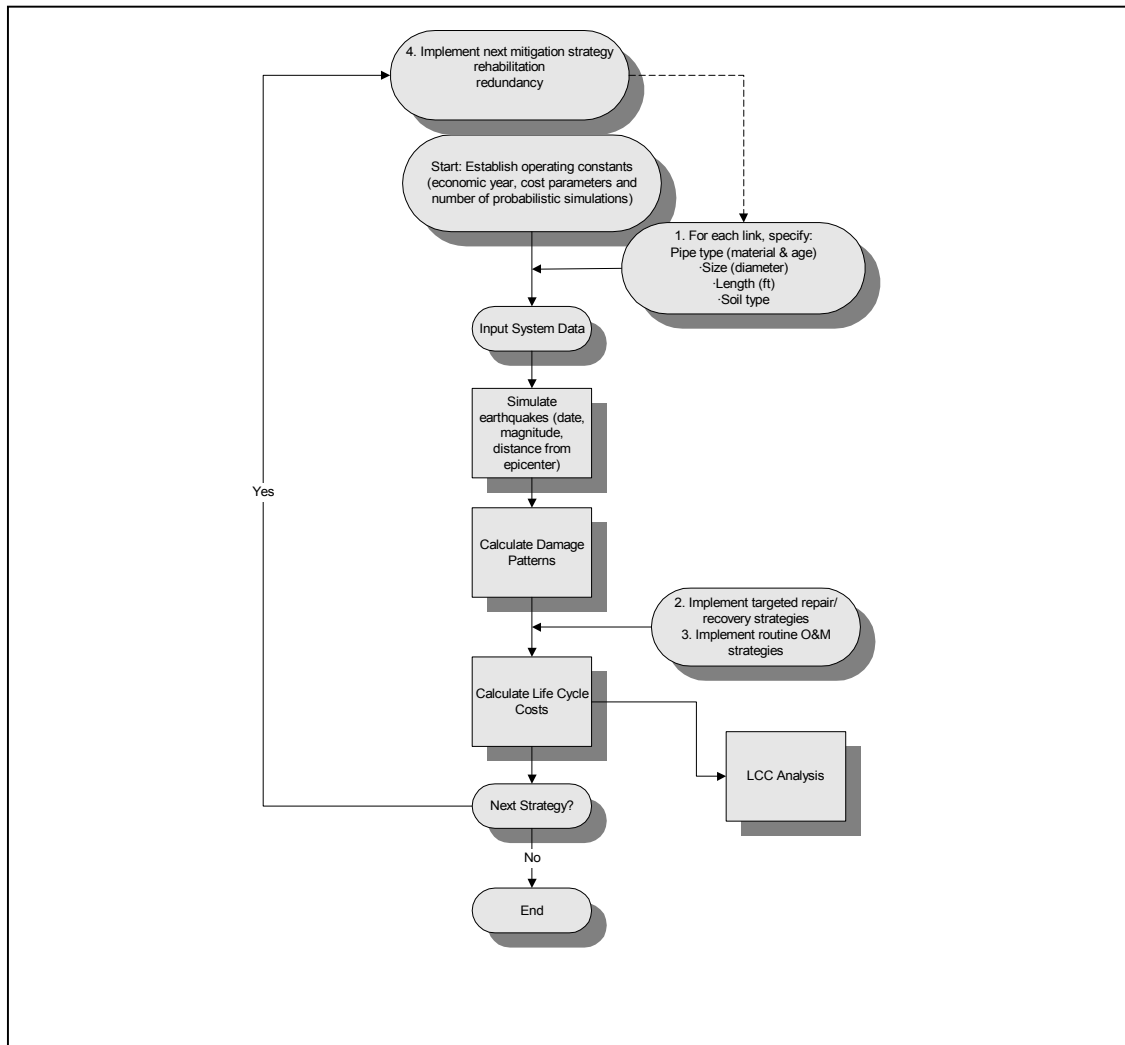 4. Implement next mitigation strategy
rehabilitation
redundancy
Start: Establish operating constants
(economic year, cost parameters and
number of probabilistic simulations)
1. For each link, specify:
Pipe type (material & age)
·Size (diameter)
·Length (ft)
·Soil type
Input System Data
Simulate
earthquakes (date,
magnitude,
distance from
epicenter)
Yes
Calculate Damage
Patterns
2. Implement targeted repair/
recovery strategies
3. Implement routine O&M
strategies
Calculate Life Cycle
Costs
LCC Analysis
Next Strategy?
No
End